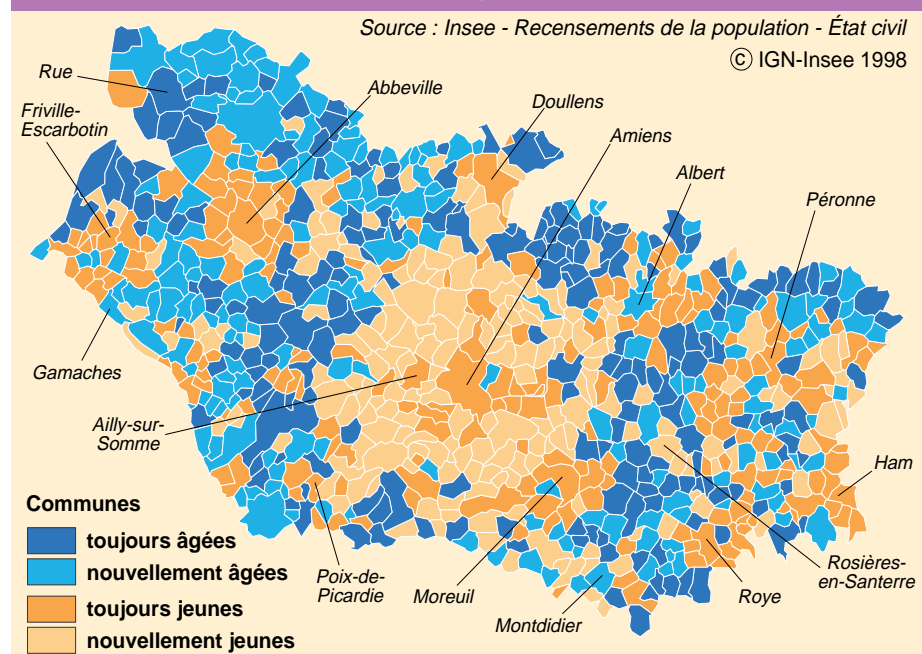 Source : Insee - Recensements de la population - État civil
© IGN-Insee 1998
Rue
Abbeville
Friville-
Escarbotin
Doullens
Amiens
Albert
Péronne
Gamaches
Ailly-sur-
Somme
Ham
Communes
toujours âgées
nouvellement âgées
toujours jeunes
nouvellement jeunes
Poix-de-
Picardie
Moreuil
Montdidier
Roye
Rosières-
en-Santerre